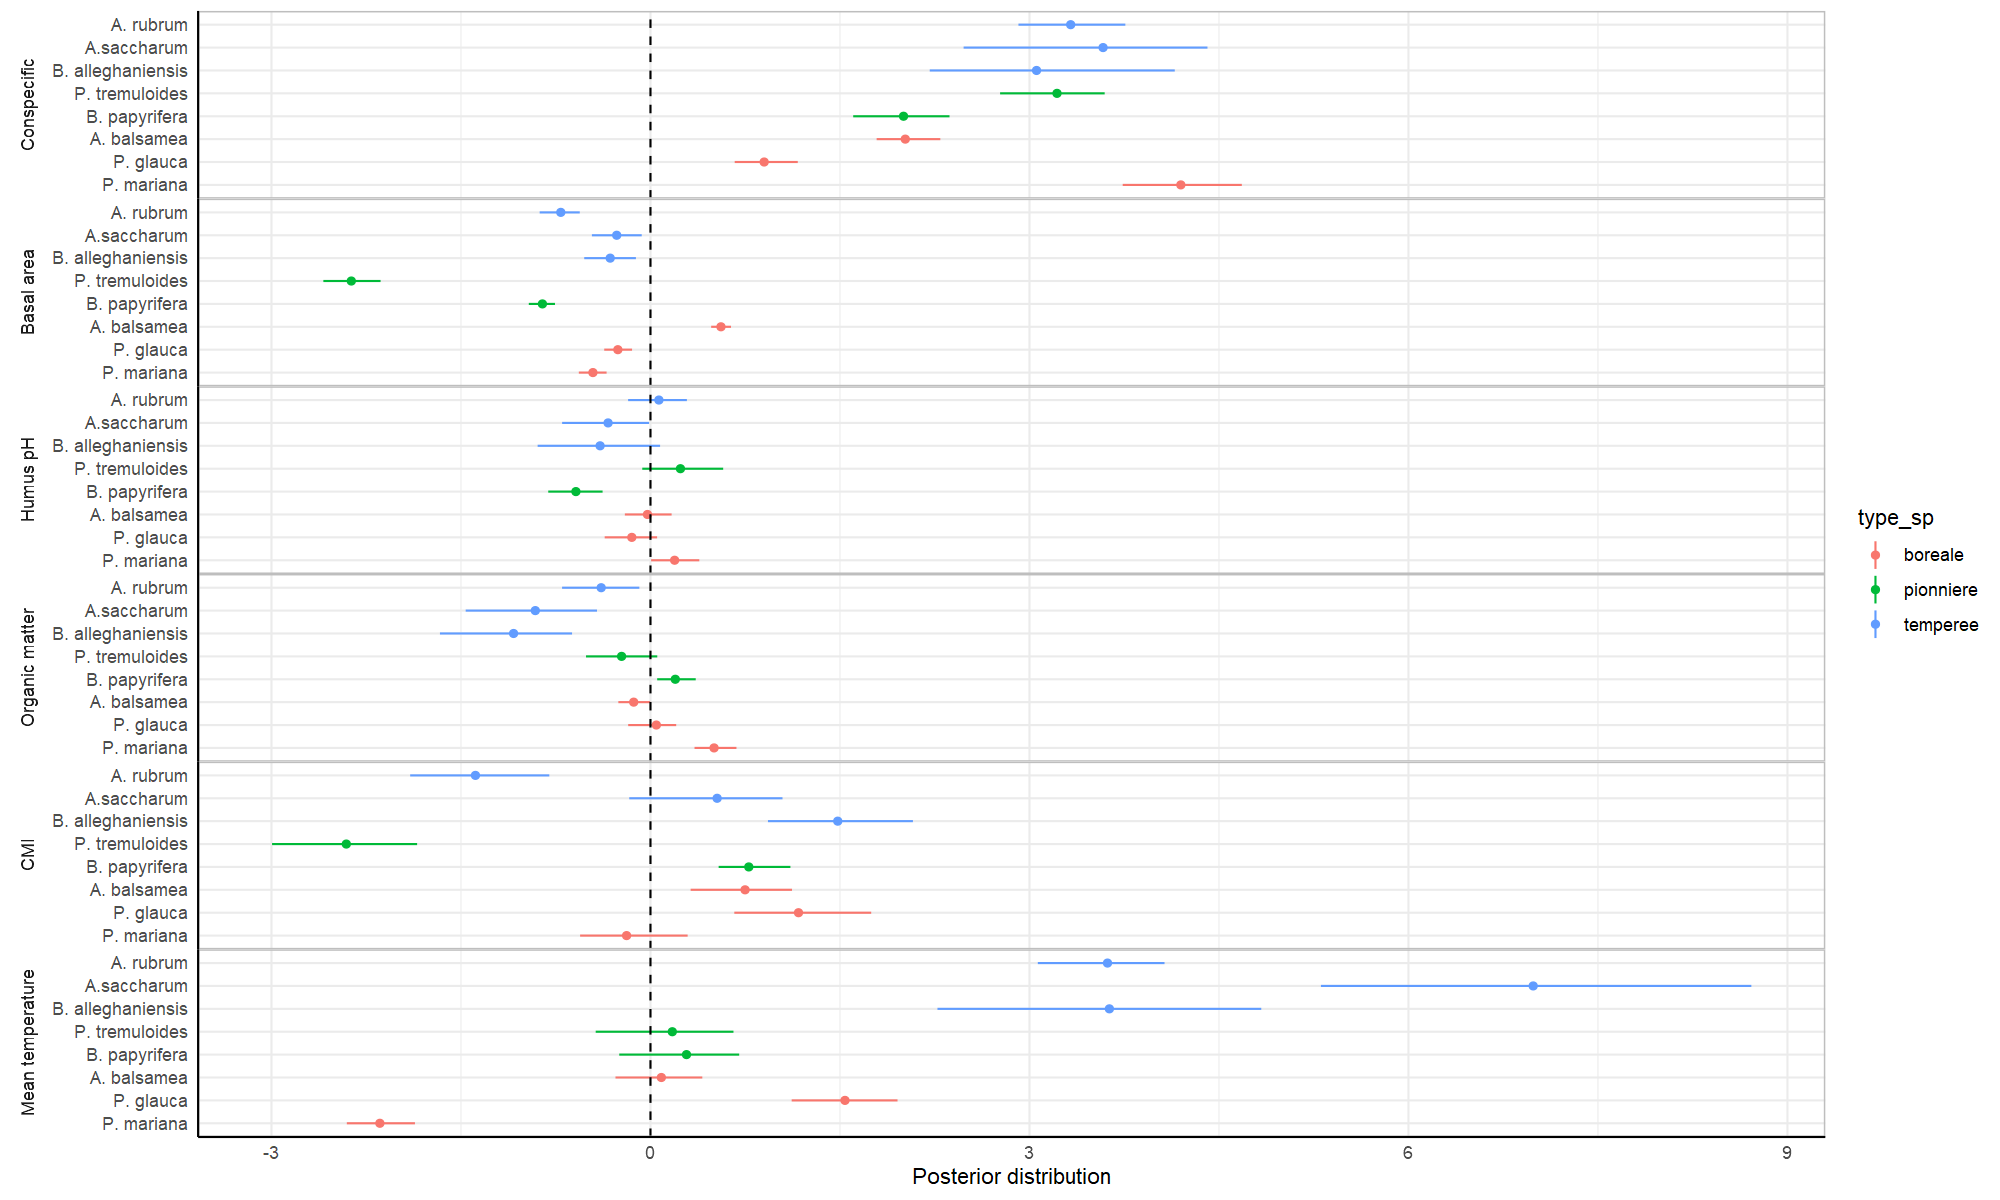 Conspecific
A. rubrum
A.saccharum
B. alleghaniensis
P. tremuloides
B. papyrifera
A. balsamea
P. glauca
P. mariana
Basal area
A. rubrum
A.saccharum
B. alleghaniensis
P. tremuloides
B. papyrifera
A. balsamea
P. glauca
P. mariana
Humus pH
A. rubrum
A.saccharum
B. alleghaniensis
P. tremuloides
B. papyrifera
A. balsamea
P. glauca
P. mariana
Organic matter
A. rubrum
A.saccharum
B. alleghaniensis
P. tremuloides
B. papyrifera
A. balsamea
P. glauca
P. mariana
CMI
A. rubrum
A.saccharum
B. alleghaniensis
P. tremuloides
B. papyrifera
A. balsamea
P. glauca
P. mariana
Mean temperature
A. rubrum
A.saccharum
B. alleghaniensis
P. tremuloides
B. papyrifera
A. balsamea
P. glauca
P. mariana
-3 0 3 6 9
Posterior distribution
type_sp
boreale
pionniere
temperee